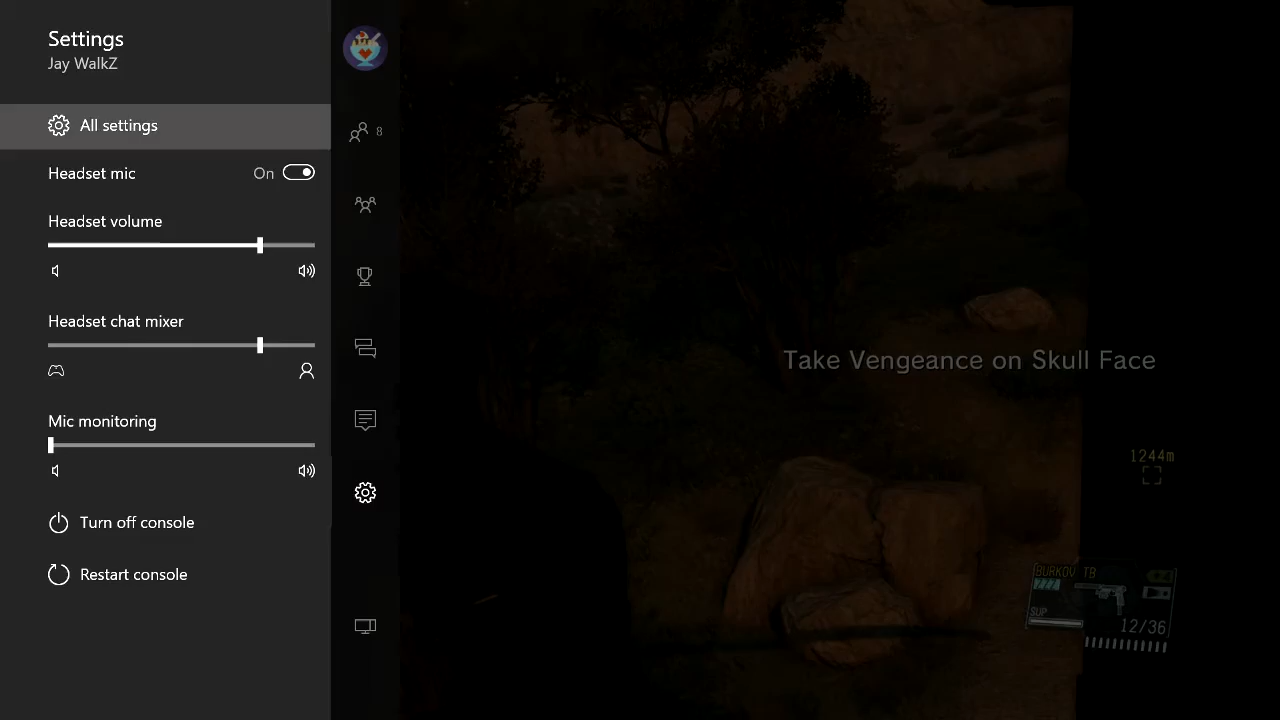 Settings
Jay WalkZ
All settings
Headset mic On
Headset volume
Headset chat mixer
Mic monitoring
Turn off console
Restart console
8
Take Vengeance on Skull Face
1244m
BURKOV TB
ZZZ
SUP
12/36